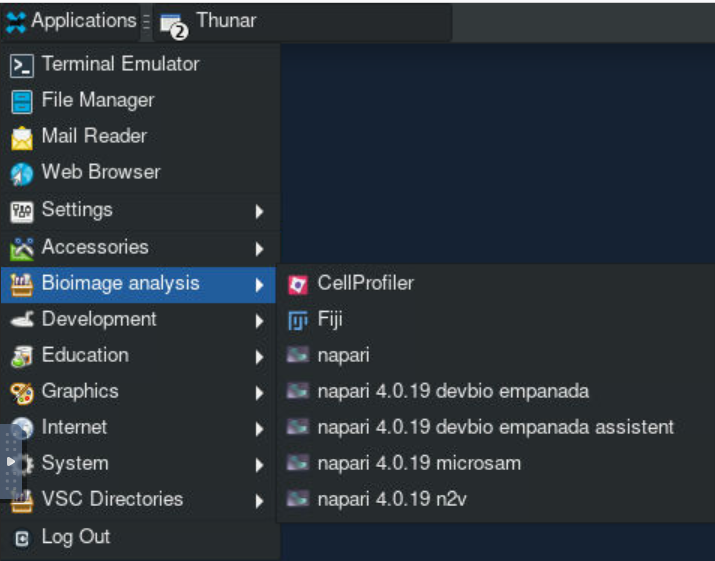 Applications
2
Thunar
Terminal Emulator
File Manager
Mail Reader
Web Browser
Settings
Accessories
Bioimage analysis
Development
Education
Graphics
Internet
System
VSC Directories
Log Out
CellProfiler
Fiji
napari
napari 4.0.19 devbio empanada
napari 4.0.19 devbio empanada assistent
napari 4.0.19 microsam
napari 4.0.19 n2v